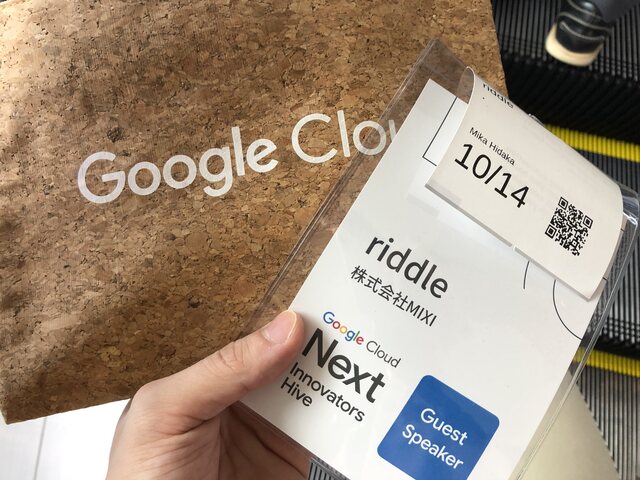 Google Clou
riddle
Mika Hidaka
10/14
riddle
株式会社MIXI
Google Cloud
Next
Innovators
Hive
Guest
Speaker